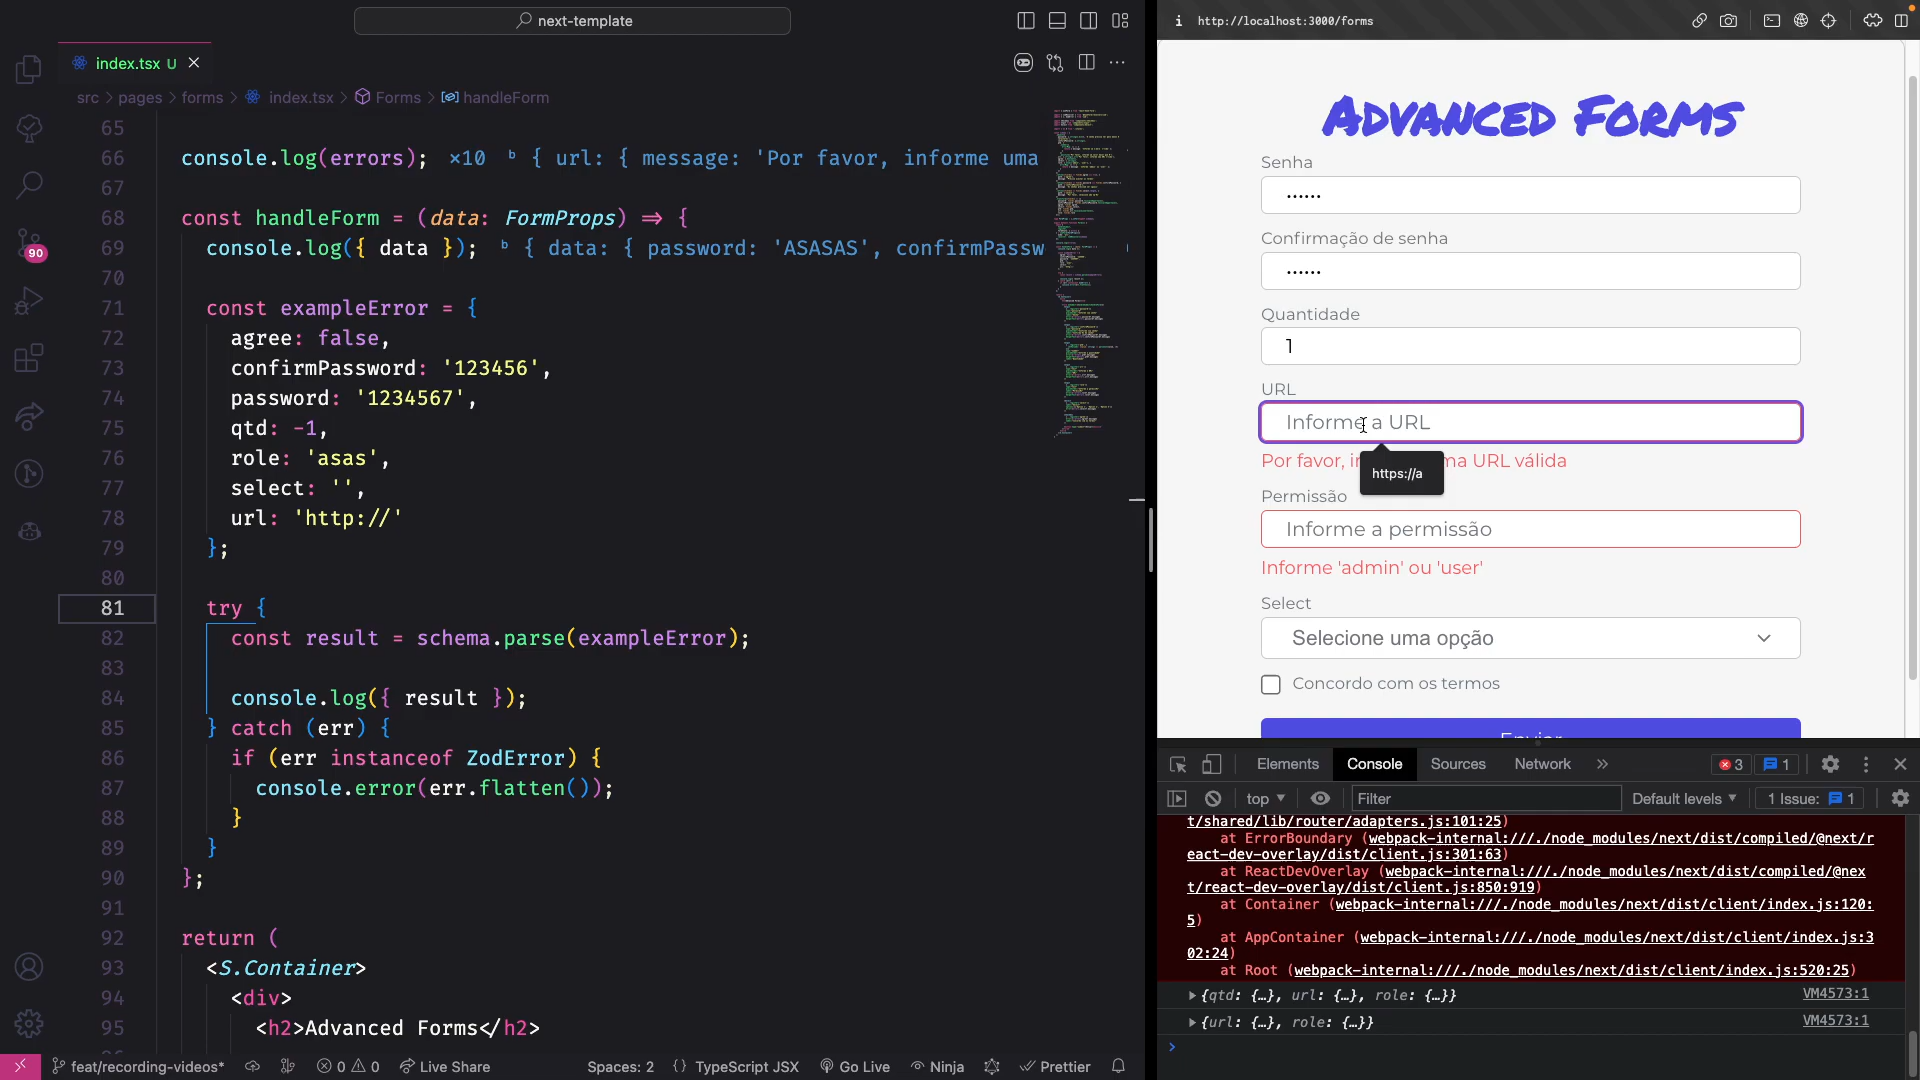 next-template
index.tsx U
src > pages > forms > index.tsx > Forms > handleForm
65
66 console.log(errors); ×10 { url: { message: 'Por favor, informe uma
67
68 const handleForm = (data: FormProps) => {
69 console.log({ data }); { data: { password: 'ASASAS', confirmPassw
70
71 const exampleError = {
72 agree: false,
73 confirmPassword: '123456',
74 password: '1234567',
75 qtd: -1,
76 role: 'asas',
77 select: '',
78 url: 'http://'
79 };
80
81 try {
82 const result = schema.parse(exampleError);
83
84 console.log({ result });
85 } catch (err) {
86 if (err instanceof ZodError) {
87 console.error(err.flatten());
88 }
89 }
90 };
91
92 return (
93 <S.Container>
94 <div>
95 <h2>Advanced Forms</h2>
90
feat/recording-videos*
0 0
Live Share
Spaces: 2
{} TypeScript JSX
Go Live
Ninja
Prettier
http://localhost:3000/forms
Advanced Forms
Senha
••••••
Confirmação de senha
••••••
Quantidade
1
URL
Informe a URL
Por favor, in
ma URL válida
https://a
Permissão
Informe a permissão
Informe 'admin' ou 'user'
Select
Selecione uma opção
Concordo com os termos
Enviar
Elements Console Sources Network » 3 1
top Filter Default levels 1 Issue: 1
t/shared/lib/router/adapters.js:101:25)
at ErrorBoundary (webpack-internal:///./node_modules/next/dist/compiled/@next/r
eact-dev-overlay/dist/client.js:301:63)
at ReactDevOverlay (webpack-internal:///./node_modules/next/dist/compiled/@nex
t/react-dev-overlay/dist/client.js:850:919)
at Container (webpack-internal:///./node_modules/next/dist/client/index.js:120:
5)
at AppContainer (webpack-internal:///./node_modules/next/dist/client/index.js:3
02:24)
at Root (webpack-internal:///./node_modules/next/dist/client/index.js:520:25)
{qtd: {…}, url: {…}, role: {…}} VM4573:1
{url: {…}, role: {…}} VM4573:1